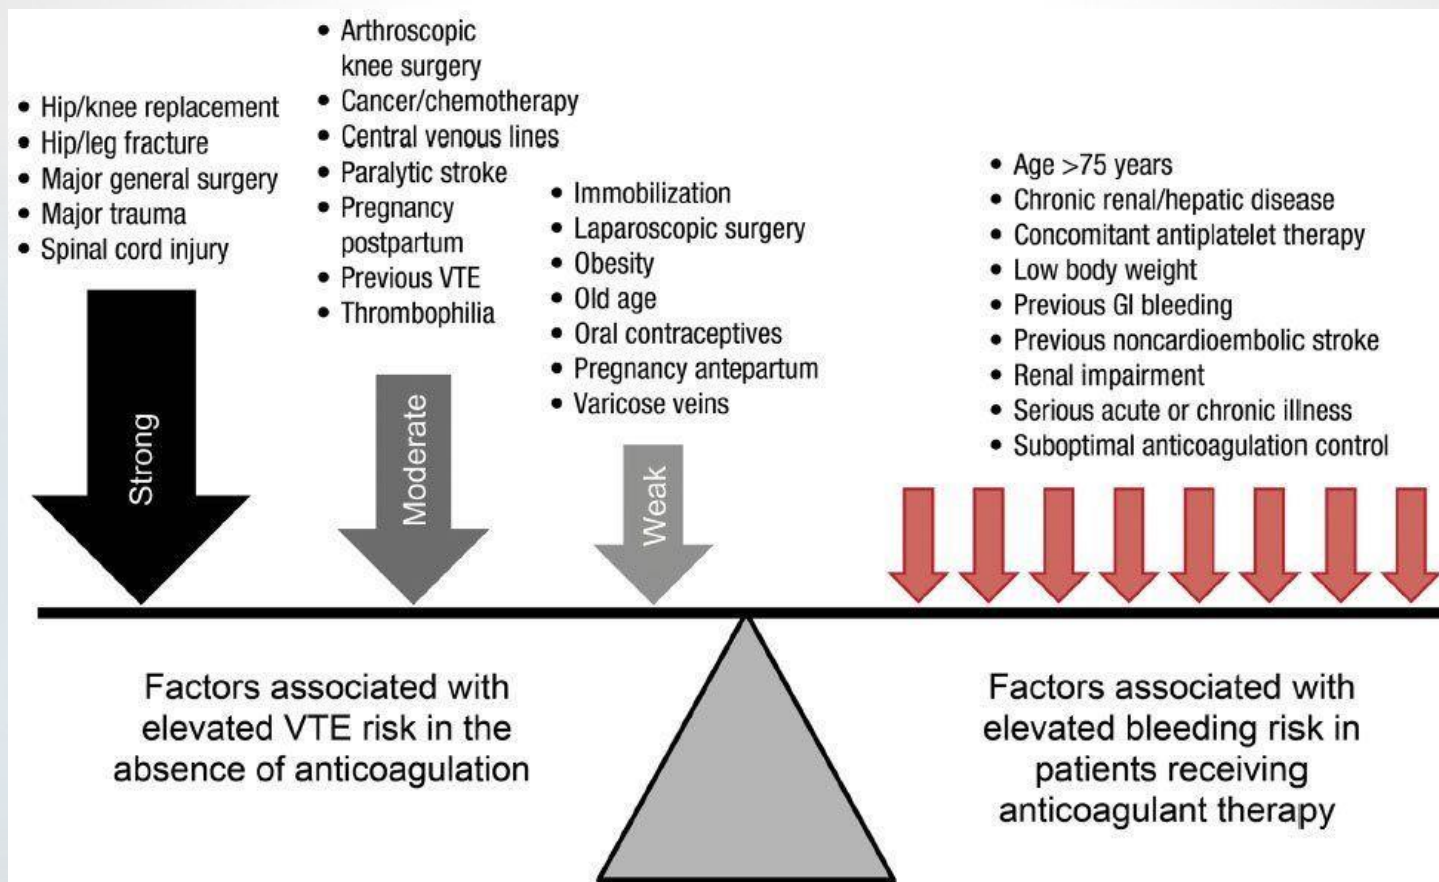 • Hip/knee replacement
• Hip/leg fracture
• Major general surgery
• Major trauma
• Spinal cord injury
Strong
• Arthroscopic
knee surgery
• Cancer/chemotherapy
• Central venous lines
• Paralytic stroke
• Pregnancy
postpartum
• Previous VTE
• Thrombophilia
Moderate
• Immobilization
• Laparoscopic surgery
• Obesity
• Old age
• Oral contraceptives
• Pregnancy antepartum
• Varicose veins
Weak
• Age >75 years
• Chronic renal/hepatic disease
• Concomitant antiplatelet therapy
• Low body weight
• Previous GI bleeding
• Previous noncardioembolic stroke
• Renal impairment
• Serious acute or chronic illness
• Suboptimal anticoagulation control
Factors associated with
elevated VTE risk in the
absence of anticoagulation
Factors associated with
elevated bleeding risk in
patients receiving
anticoagulant therapy